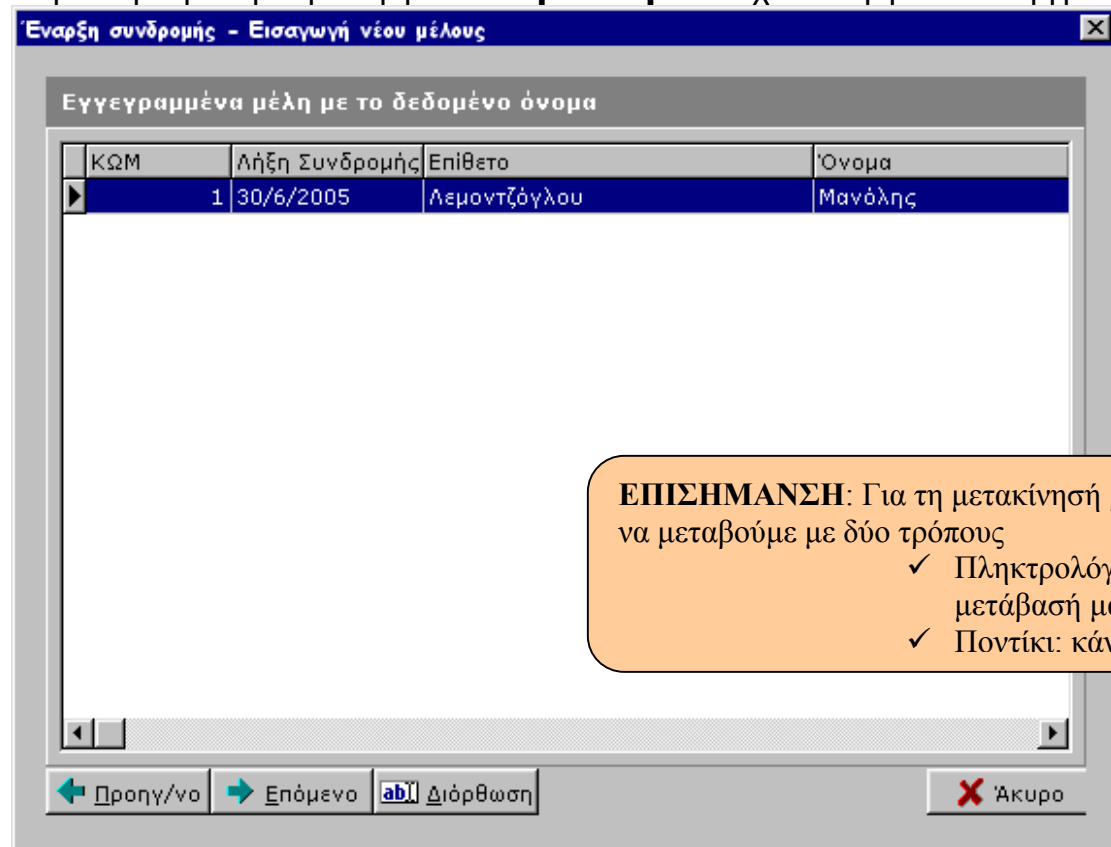 Έναρξη συνδρομής - Εισαγωγή νέου μέλους
Εγγεγραμμένα μέλη με το δεδομένο όνομα
ΚΩΜ Λήξη Συνδρομής Επίθετο Όνομα
1 30/6/2005 Λεμοντζόγλου Μανόλης
ΕΠΙΣΗΜΑΝΣΗ: Για τη μετακίνησή
να μεταβούμε με δύο τρόπους
✓ Πληκτρολόγ
μετάβασή
✓ Ποντίκι: κάν
Προηγ/νο Επόμενο Διόρθωση Άκυρο